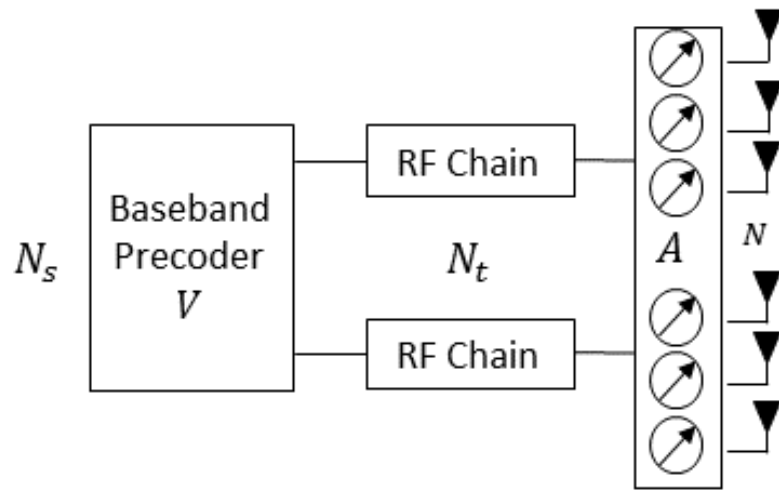 N_s
Baseband
Precoder
V
RF Chain
N_t
RF Chain
A
N